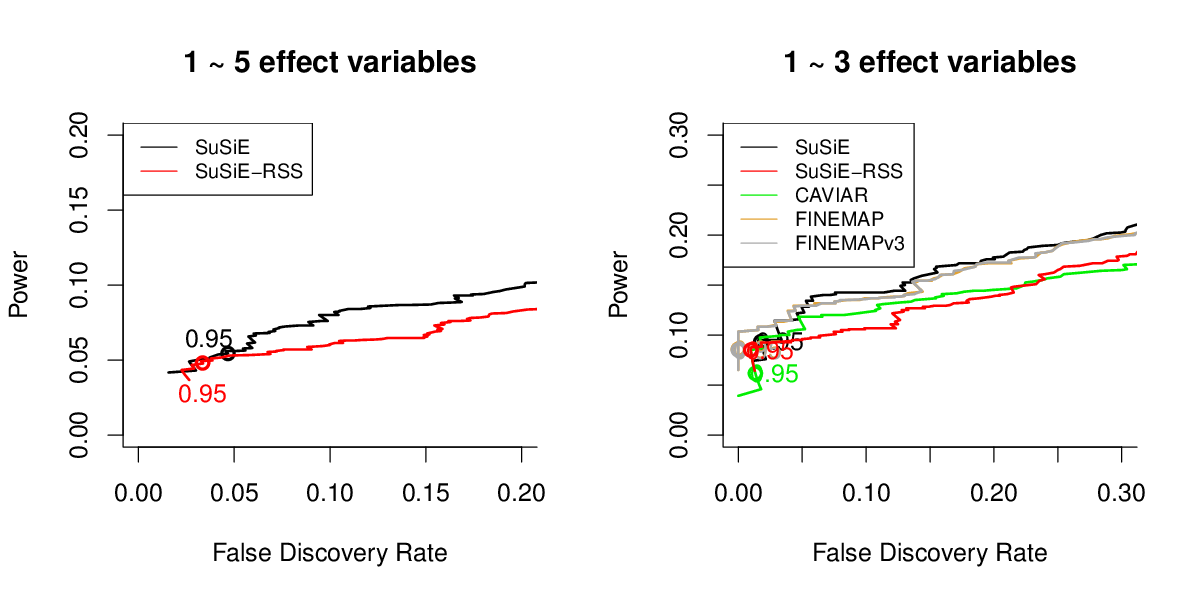 1 ~ 5 effect variables
Power
0.20
0.15
0.10
0.05
0.00
SuSiE
SuSiE−RSS
0.95
0.95
0.00 0.05 0.10 0.15 0.20
False Discovery Rate
1 ~ 3 effect variables
Power
0.30
0.20
0.10
0.00
SuSiE
SuSiE−RSS
CAVIAR
FINEMAP
FINEMAPv3
0.95
0.00 0.10 0.20 0.30
False Discovery Rate